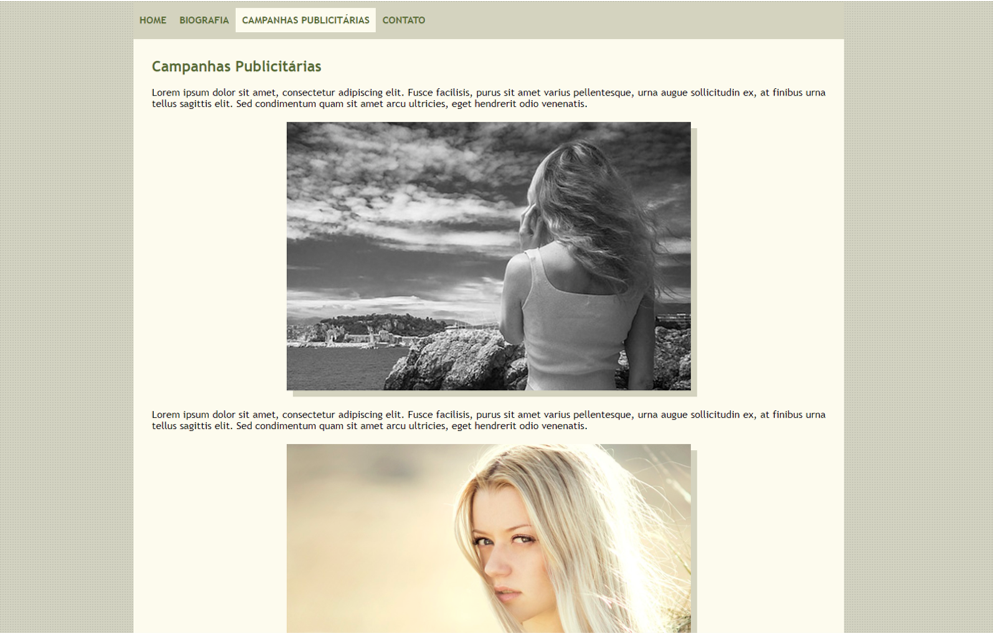 HOME BIOGRAFIA CAMPANHAS PUBLICITÁRIAS CONTATO
Campanhas Publicitárias
Lorem ipsum dolor sit amet, consectetur adipiscing elit. Fusce facilisis, purus sit amet varius pellentesque, urna augue sollicitudin ex, at finibus urna
tellus sagittis elit. Sed condimentum quam sit amet arcu ultricies, eget hendrerit odio venenatis.
Lorem ipsum dolor sit amet, consectetur adipiscing elit. Fusce facilisis, purus sit amet varius pellentesque, urna augue sollicitudin ex, at finibus urna
tellus sagittis elit. Sed condimentum quam sit amet arcu ultricies, eget hendrerit odio venenatis.